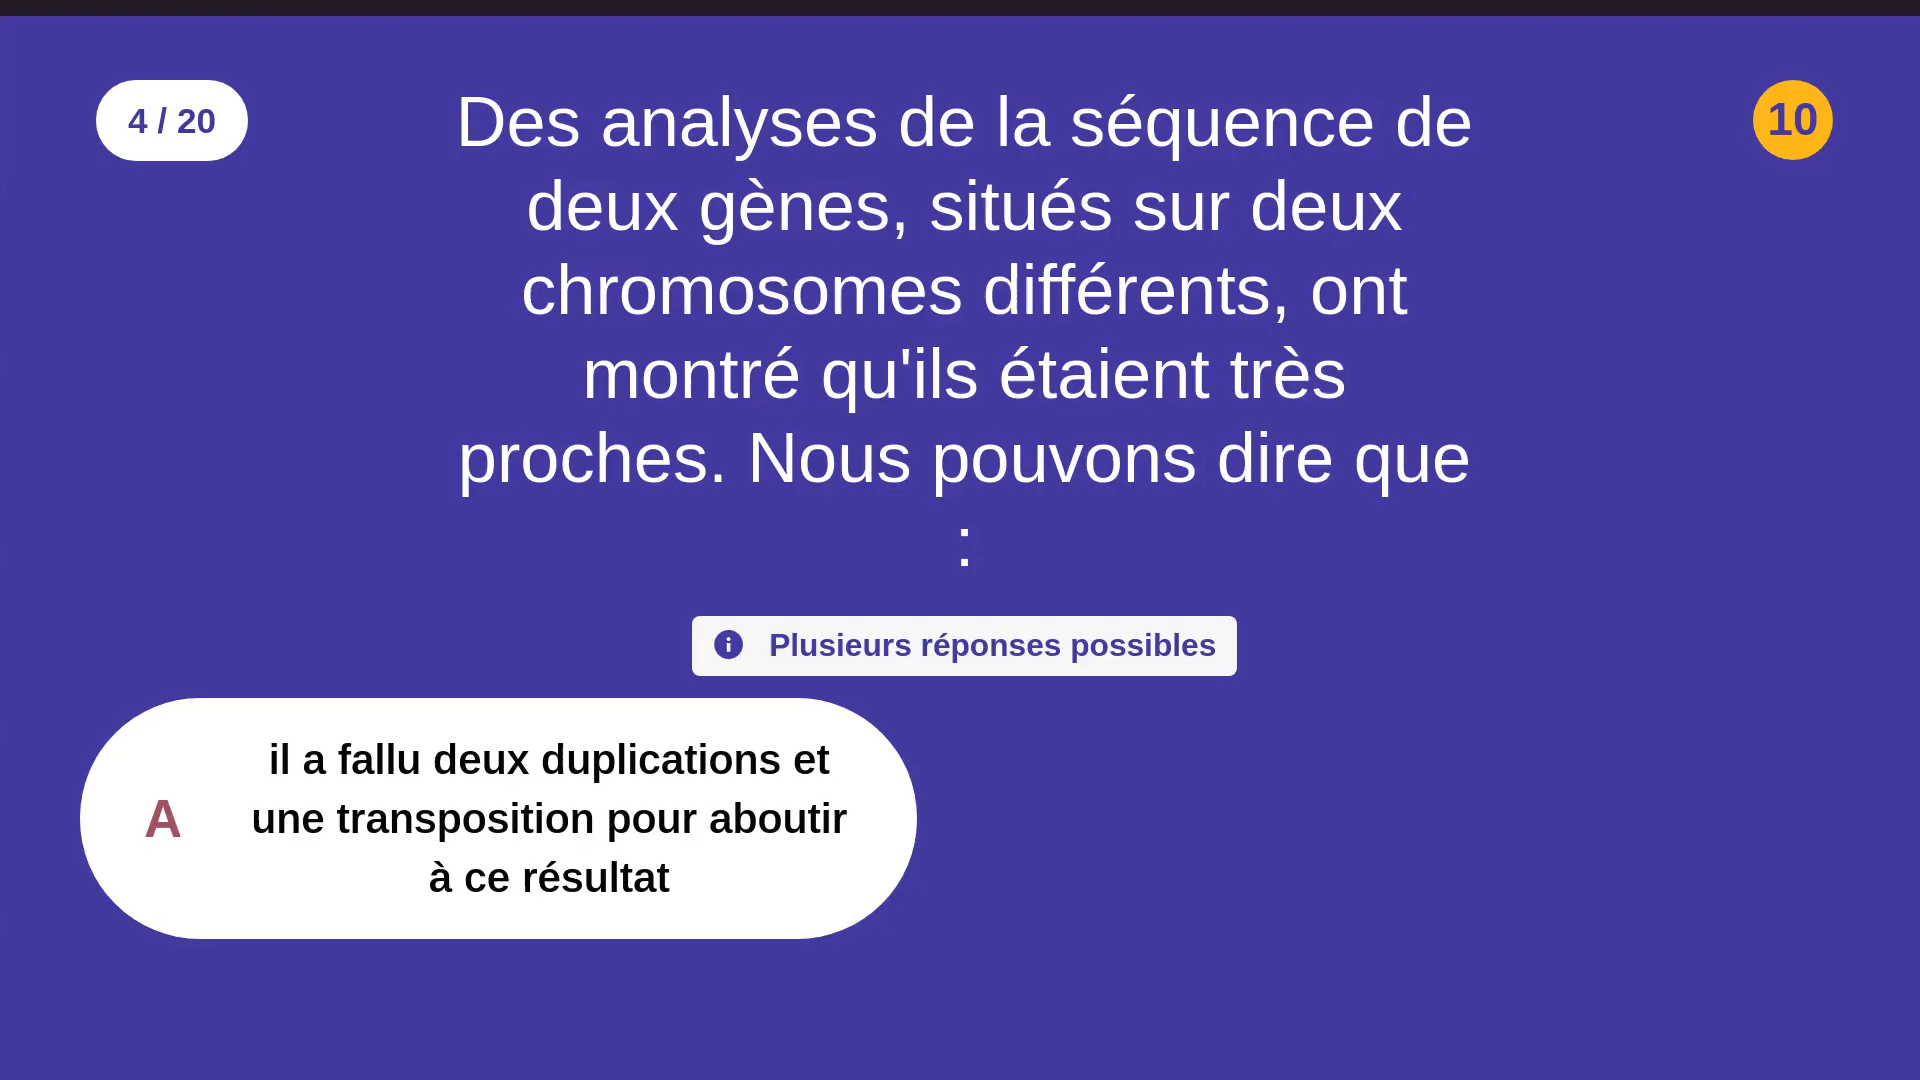 4 / 20
Des analyses de la séquence de
deux gènes, situés sur deux
chromosomes différents, ont
montré qu'ils étaient très
proches. Nous pouvons dire que
:
10
Plusieurs réponses possibles
A
il a fallu deux duplications et
une transposition pour aboutir
à ce résultat